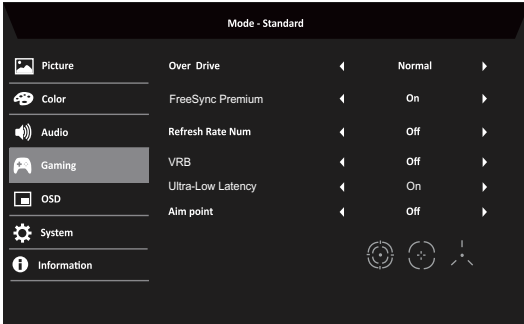 Mode - Standard
Picture
Over Drive Normal
Color
FreeSync Premium On
Audio
Refresh Rate Num Off
Gaming
VRB Off
Ultra-Low Latency On
OSD
Aim point Off
System
Information